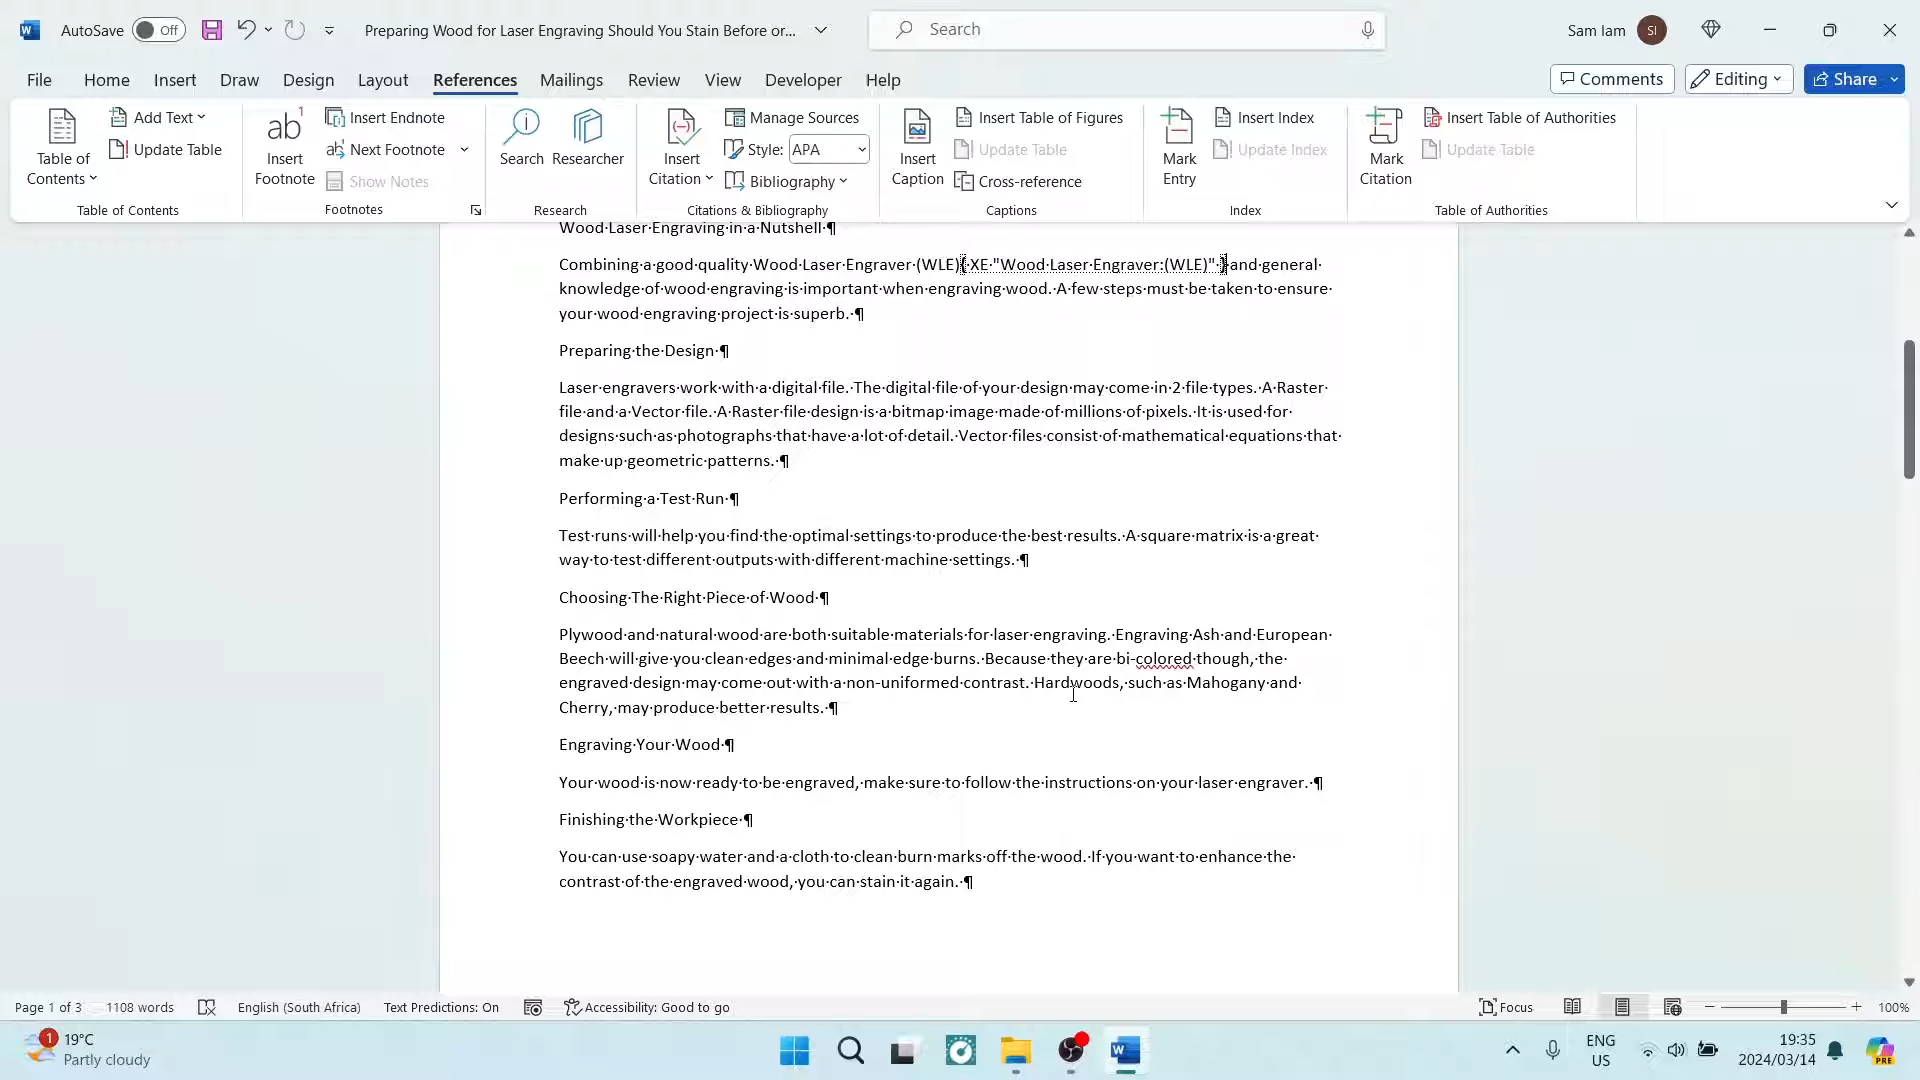 AutoSave Off Preparing Wood for Laser Engraving Should You Stain Before or... Search Sam Iam SI
File Home Insert Draw Design Layout References Mailings Review View Developer Help Comments Editing Share
Table of Contents
Add Text
Update Table
Table of Contents
ab1
Insert Footnote
Insert Endnote
Next Footnote
Show Notes
Footnotes
Search
Researcher
Research
Insert Citation
Manage Sources
Style: APA
Bibliography
Citations & Bibliography
Insert Caption
Insert Table of Figures
Update Table
Cross-reference
Captions
Mark Entry
Insert Index
Update Index
Index
Mark Citation
Insert Table of Authorities
Update Table
Table of Authorities
Wood·Laser·Engraving·in·a·Nutshell·¶
Combining·a·good·quality·Wood·Laser·Engraver·(WLE){·XE·"Wood·Laser·Engraver:(WLE)"·}·and·general·
knowledge·of·wood·engraving·is·important·when·engraving·wood.·A·few·steps·must·be·taken·to·ensure·
your·wood·engraving·project·is·superb.·¶
Preparing·the·Design·¶
Laser·engravers·work·with·a·digital·file.·The·digital·file·of·your·design·may·come·in·2·file·types.·A·Raster·
file·and·a·Vector·file.·A·Raster·file·design·is·a·bitmap·image·made·of·millions·of·pixels.·It·is·used·for·
designs·such·as·photographs·that·have·a·lot·of·detail.·Vector·files·consist·of·mathematical·equations·that·
make·up·geometric·patterns.·¶
Performing·a·Test·Run·¶
Test·runs·will·help·you·find·the·optimal·settings·to·produce·the·best·results.·A·square·matrix·is·a·great·
way·to·test·different·outputs·with·different·machine·settings.·¶
Choosing·The·Right·Piece·of·Wood·¶
Plywood·and·natural·wood·are·both·suitable·materials·for·laser·engraving.·Engraving·Ash·and·European·
Beech·will·give·you·clean·edges·and·minimal·edge·burns.·Because·they·are·bi-colored·though,·the·
engraved·design·may·come·out·with·a·non-uniformed·contrast.·Hardwoods,·such·as·Mahogany·and·
Cherry,·may·produce·better·results.·¶
Engraving·Your·Wood·¶
Your·wood·is·now·ready·to·be·engraved,·make·sure·to·follow·the·instructions·on·your·laser·engraver.·¶
Finishing·the·Workpiece·¶
You·can·use·soapy·water·and·a·cloth·to·clean·burn·marks·off·the·wood.·If·you·want·to·enhance·the·
contrast·of·the·engraved·wood,·you·can·stain·it·again.·¶
Page 1 of 3 1108 words English (South Africa) Text Predictions: On Accessibility: Good to go Focus 100%
1 19°C
Partly cloudy
ENG
US
19:35
2024/03/14
PRE